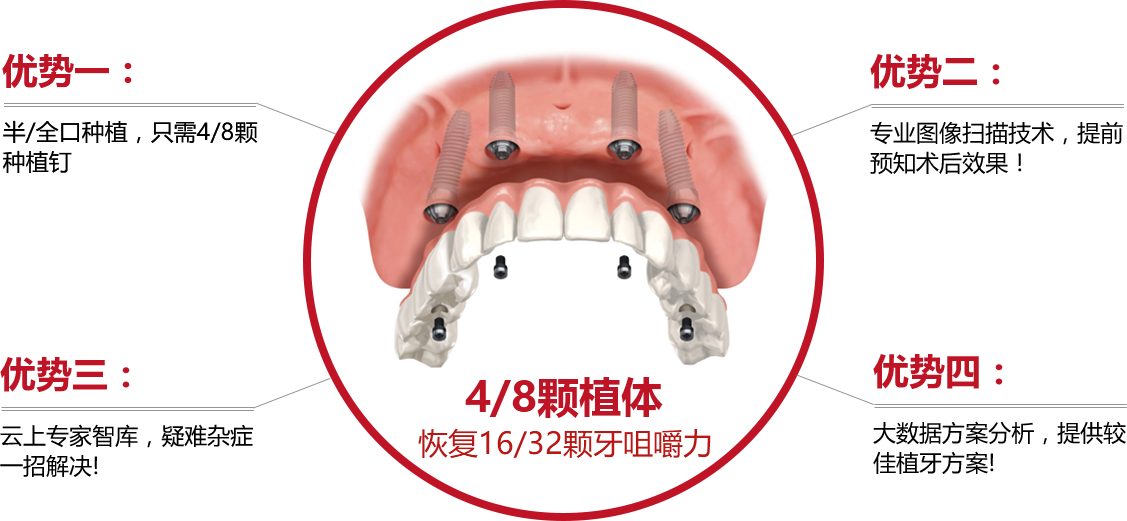 优势一：
半/全口种植，只需4/8颗
种植钉
优势二：
专业图像扫描技术，提前
预知术后效果！
优势三：
云上专家智库，疑难杂症
一招解决!
优势四：
大数据方案分析，提供较
佳植牙方案!
4/8颗植体
恢复16/32颗牙咀嚼力